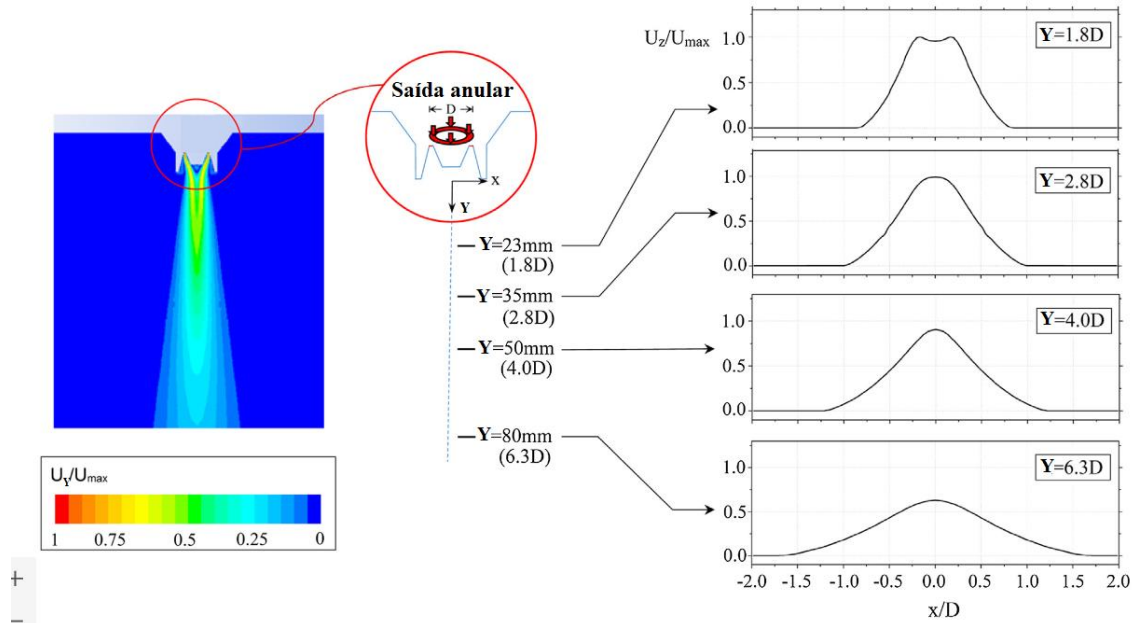 Saída anular
D
X
Y
Y=23mm
(1.8D)
Y=35mm
(2.8D)
Y=50mm
(4.0D)
Y=80mm
(6.3D)
U_Y/U_max
1 0.75 0.5 0.25 0
+
U_z/U_max
1.0
0.5
0.0
Y=1.8D
1.0
0.5
0.0
Y=2.8D
1.0
0.5
0.0
Y=4.0D
1.0
0.5
0.0
Y=6.3D
-2.0 -1.5 -1.0 -0.5 0.0 0.5 1.0 1.5 2.0
x/D